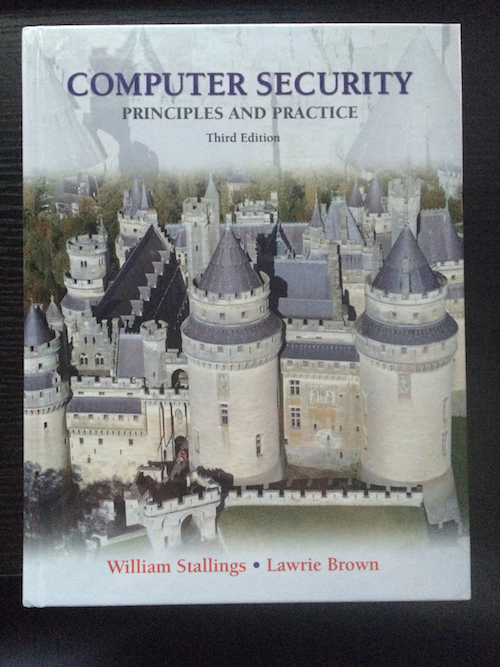 COMPUTER SECURITY
PRINCIPLES AND PRACTICE
Third Edition
William Stallings • Lawrie Brown